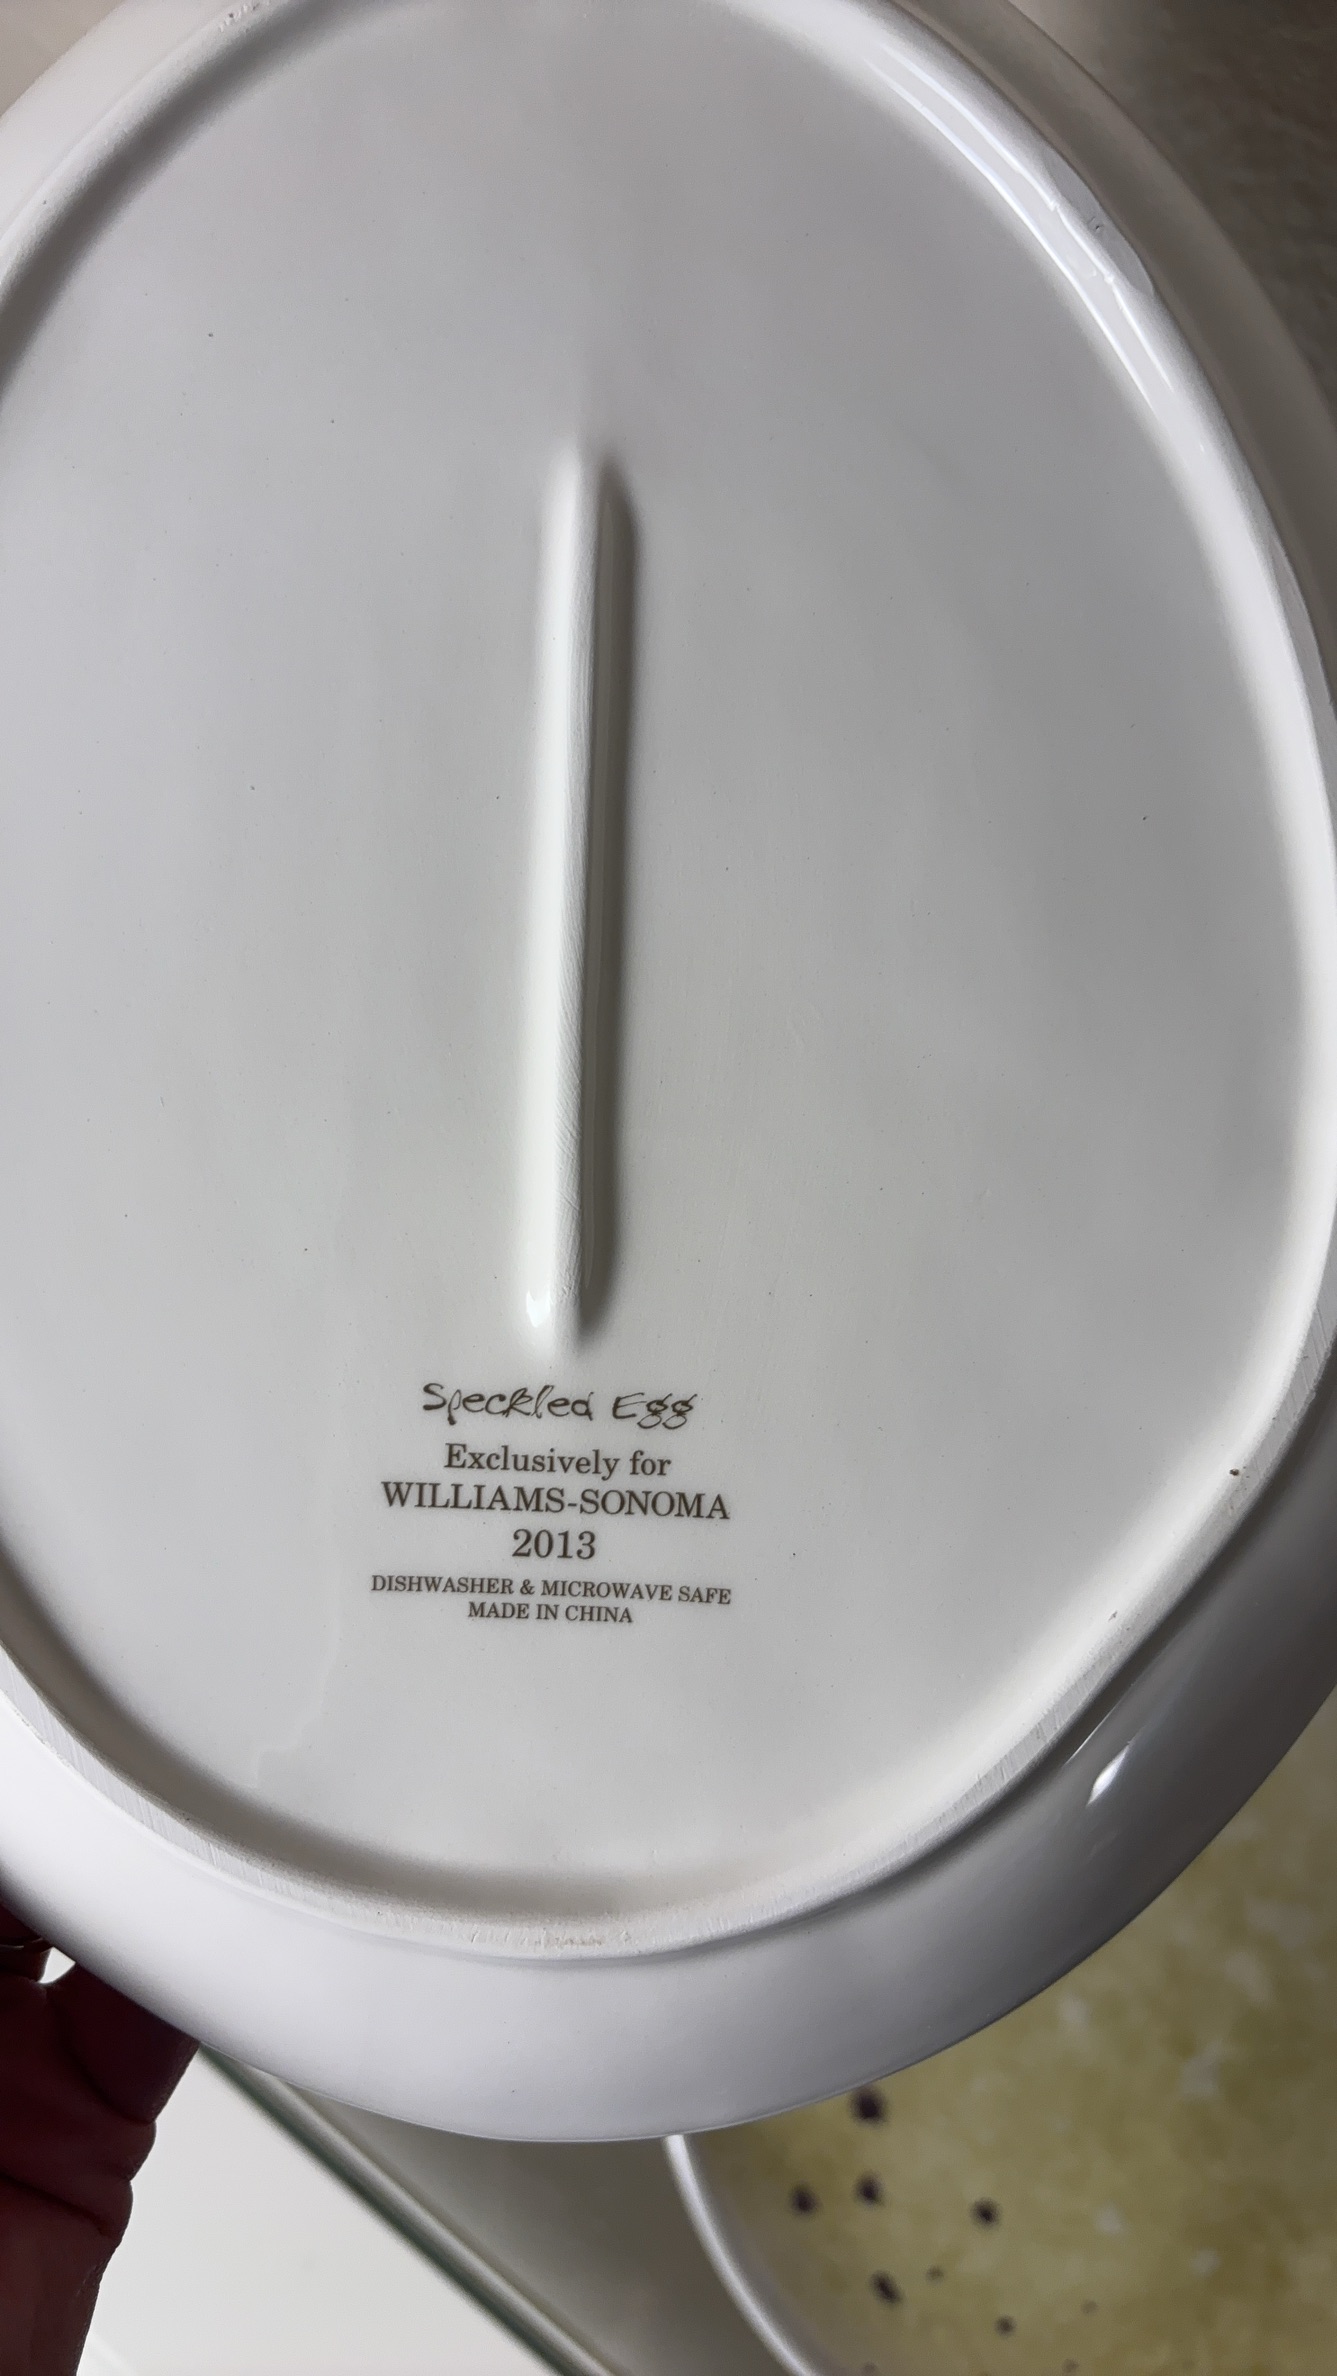 Speckled Egg
Exclusively for
WILLIAMS-SONOMA
2013
DISHWASHER & MICROWAVE SAFE
MADE IN CHINA